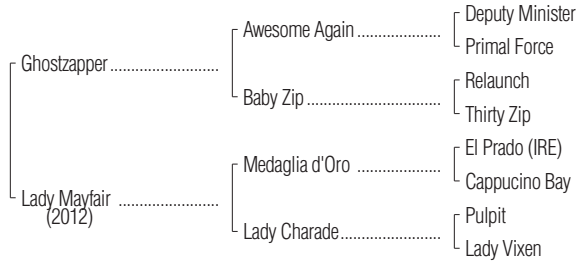 Deputy Minister
Awesome Again ....................
Primal Force
Ghostzapper ..........................
Relaunch
Baby Zip .................................
Thirty Zip
El Prado (IRE)
Medaglia d'Oro ....................
Cappucino Bay
Lady Mayfair ........................
(2012)
Pulpit
Lady Charade........................
Lady Vixen